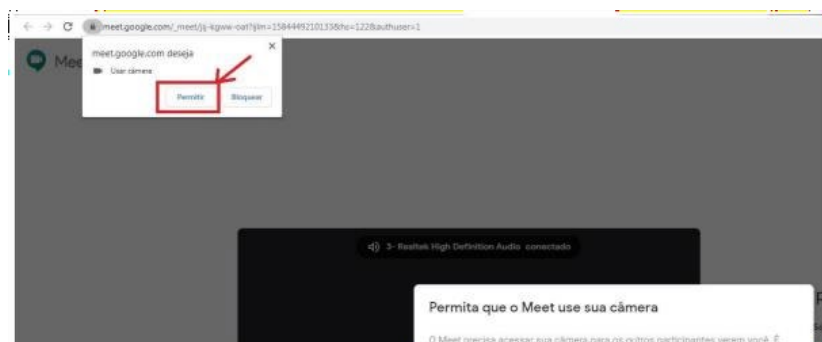 meet.google.com/_meet/jij-kgww-oat?ijlm=1584449210133&hs=122&authuser=1
Mee
meet.google.com deseja
Usar câmera
Permitir Bloquear
3- Realtek High Definition Audio conectado
Permita que o Meet use sua câmera
O Meet precisa acessar sua câmera para os outros participantes verem você. É